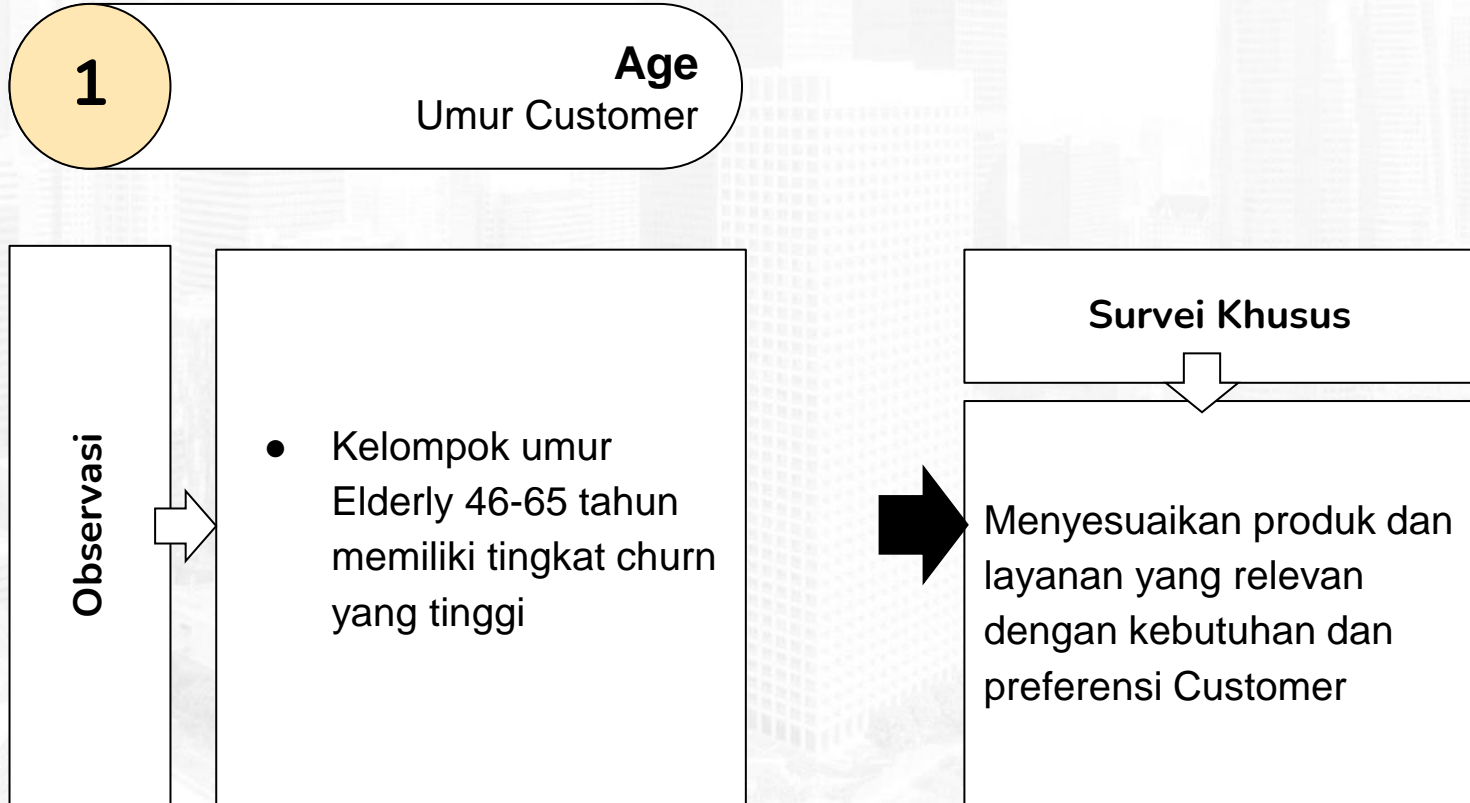 1
Age
Umur Customer
Observasi
● Kelompok umur
Elderly 46-65 tahun
memiliki tingkat churn
yang tinggi
Survei Khusus
Menyesuaikan produk dan
layanan yang relevan
dengan kebutuhan dan
preferensi Customer